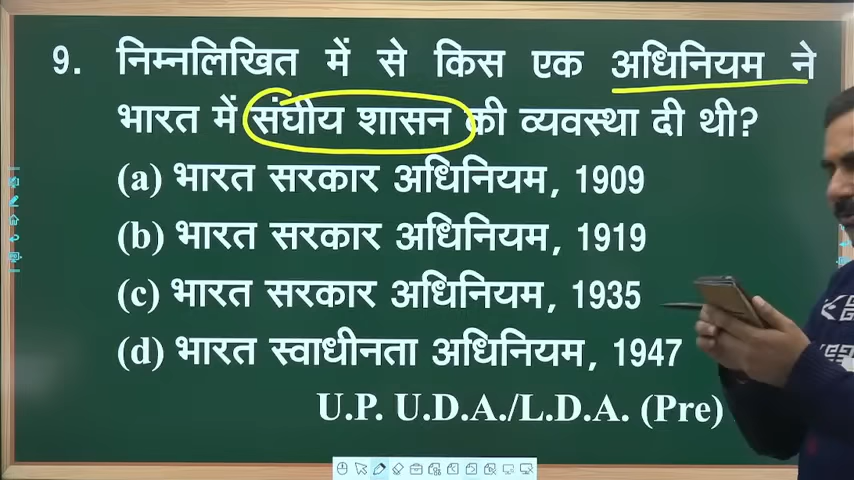 9. निम्नलिखित में से किस एक अधिनियम ने
भारत में संघीय शासन की व्यवस्था दी थी?
(a) भारत सरकार अधिनियम, 1909
(b) भारत सरकार अधिनियम, 1919
(c) भारत सरकार अधिनियम, 1935
(d) भारत स्वाधीनता अधिनियम, 1947
U.P. U.D.A./L.D.A. (Pre)